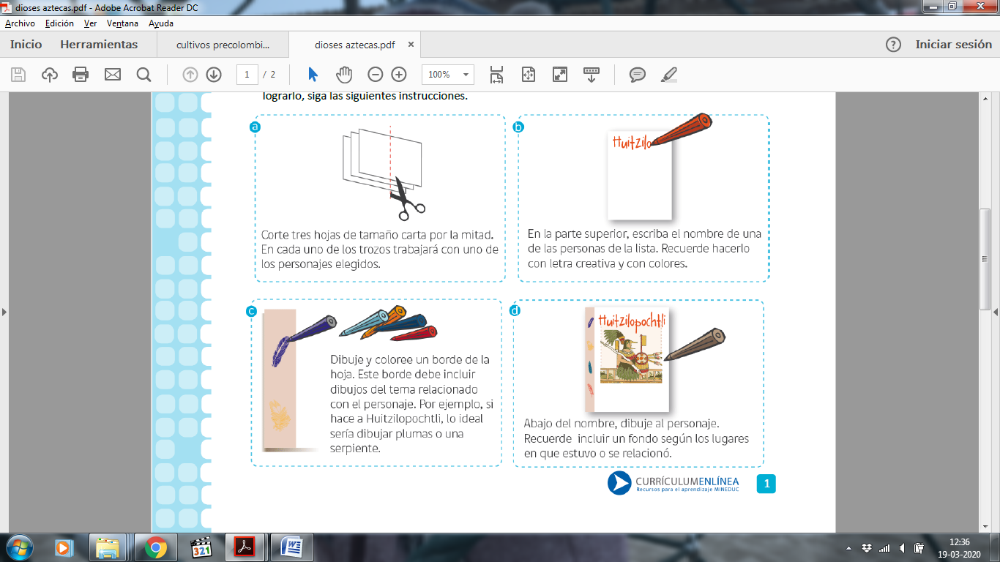 dioses aztecas.pdf - Adobe Acrobat Reader DC
Archivo Edición Ver Ventana Ayuda
Inicio Herramientas cultivos precolombi... dioses aztecas.pdf × Iniciar sesión
1 / 2 100%
lograrlo, siga las siguientes instrucciones.
a
Corte tres hojas de tamaño carta por la mitad.
En cada uno de los trozos trabajará con uno de
los personajes elegidos.
b
Huitzilo
En la parte superior, escriba el nombre de una
de las personas de la lista. Recuerde hacerlo
con letra creativa y con colores.
c
Dibuje y coloree un borde de la
hoja. Este borde debe incluir
dibujos del tema relacionado
con el personaje. Por ejemplo, si
hace a Huitzilopochtli, lo ideal
sería dibujar plumas o una
serpiente.
d
Huitzilopochtli
Abajo del nombre, dibuje al personaje.
Recuerde incluir un fondo según los lugares
en que estuvo o se relacionó.
CURRÍCULUMENLÍNEA
Recursos para el aprendizaje MINEDUC
1
321
12:36
19-03-2020